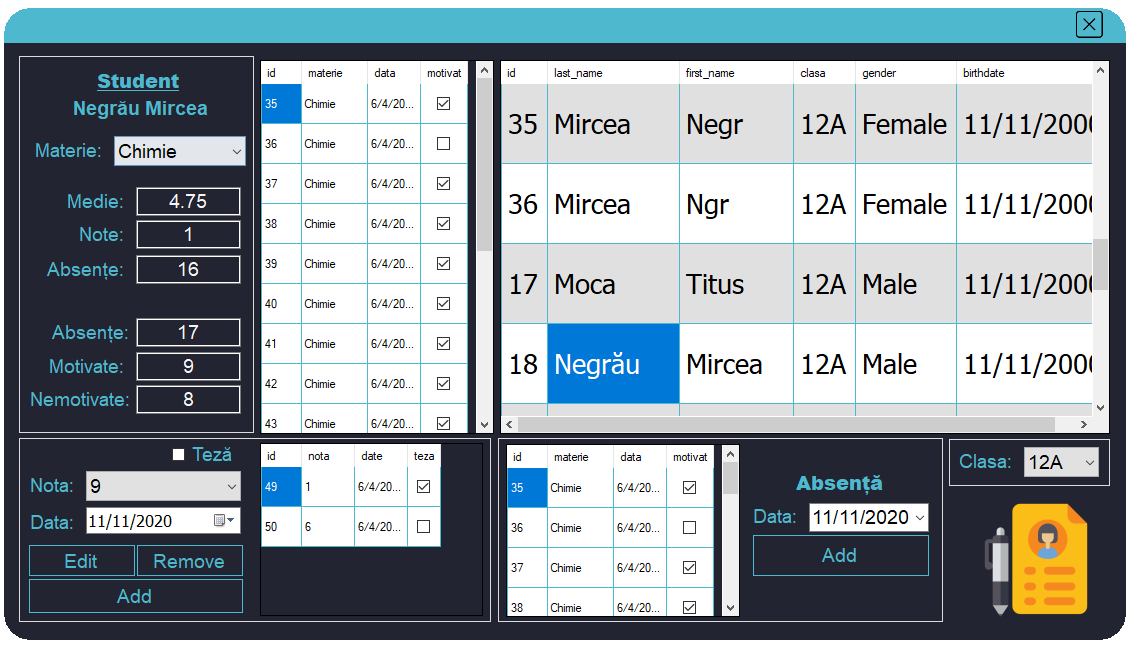 Student
Negrău Mircea
Materie: Chimie
Medie: 4.75
Note: 1
Absențe: 16
Absențe: 17
Motivate: 9
Nemotivate: 8
id materie data motivat
35 Chimie 6/4/20...
36 Chimie 6/4/20...
37 Chimie 6/4/20...
38 Chimie 6/4/20...
39 Chimie 6/4/20...
40 Chimie 6/4/20...
41 Chimie 6/4/20...
42 Chimie 6/4/20...
43 Chimie 6/4/20...
id last_name first_name clasa gender birthdate
35 Mircea Negr 12A Female 11/11/2000
36 Mircea Ngr 12A Female 11/11/2000
17 Moca Titus 12A Male 11/11/2000
18 Negrău Mircea 12A Male 11/11/2000
Teză
Nota: 9
Data: 11/11/2020
Edit Remove
Add
id nota date teza
49 1 6/4/20...
50 6 6/4/20...
id materie data motivat
35 Chimie 6/4/20...
36 Chimie 6/4/20...
37 Chimie 6/4/20...
38 Chimie 6/4/20...
Absență
Data: 11/11/2020
Add
Clasa: 12A